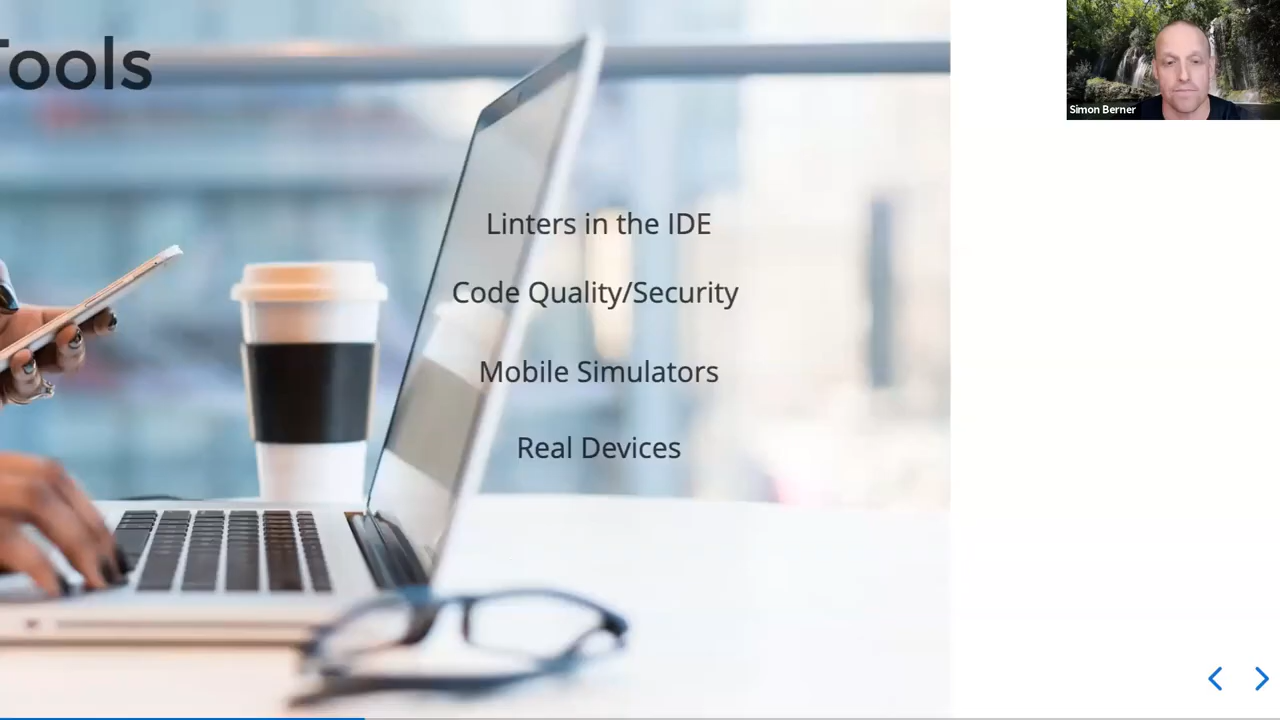 Tools
Simon Berner
Linters in the IDE
Code Quality/Security
Mobile Simulators
Real Devices